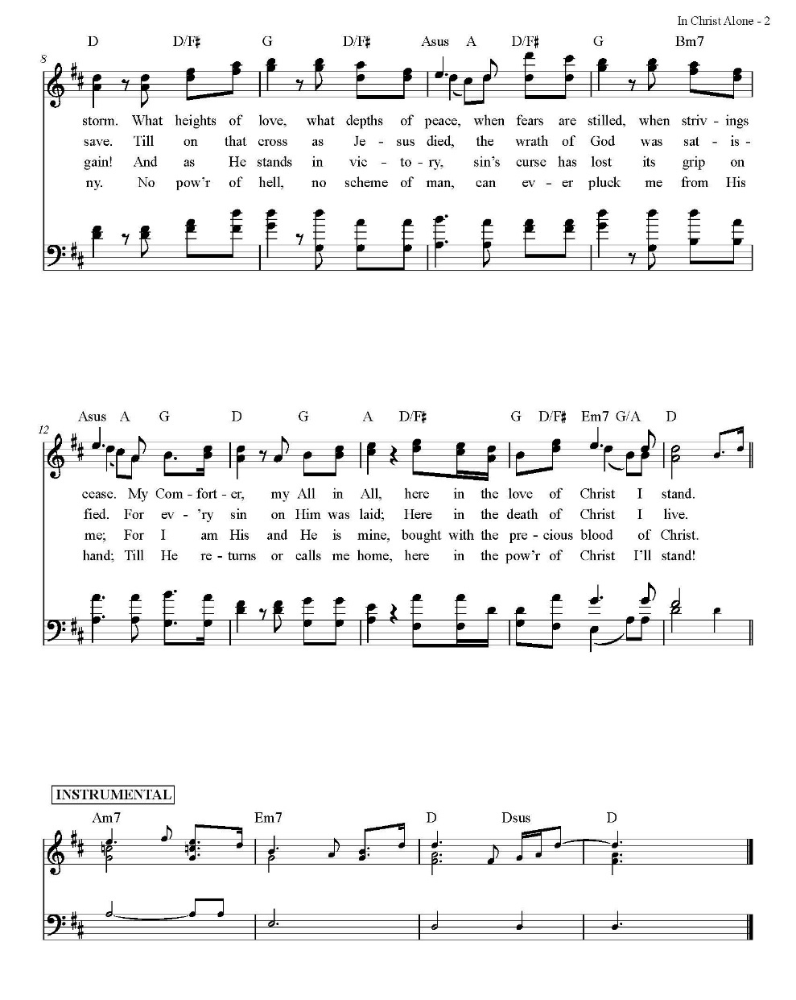 In Christ Alone - 2
D D/F♯ G D/F♯ Asus A D/F♯ G Bm7
8
storm. What heights of love, what depths of peace, when fears are stilled, when striv - ings
save. Till on that cross as Je - sus died, the wrath of God was sat - is -
gain! And as He stands in vic - to - ry, sin's curse has lost its grip on
ny. No pow'r of hell, no scheme of man, can ev - er pluck me from His
Asus A G D G A D/F♯ G D/F♯ Em7 G/A D
12
cease. My Com - fort - er, my All in All, here in the love of Christ I stand.
fied. For ev - 'ry sin on Him was laid; Here in the death of Christ I live.
me; For I am His and He is mine, bought with the pre - cious blood of Christ.
hand; Till He re - turns or calls me home, here in the pow'r of Christ I'll stand!
INSTRUMENTAL
Am7 Em7 D Dsus D